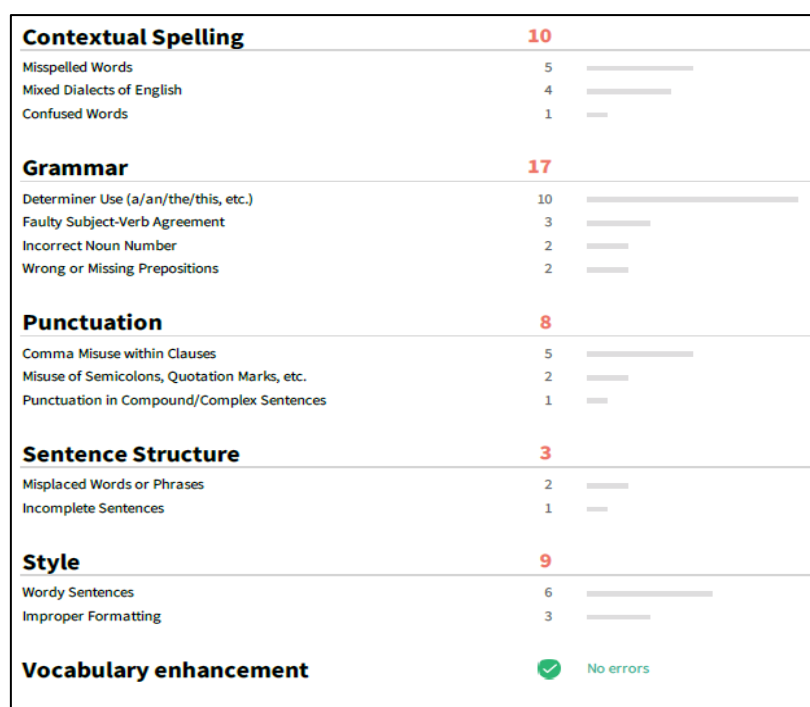 Contextual Spelling 10
Misspelled Words 5
Mixed Dialects of English 4
Confused Words 1
Grammar 17
Determiner Use (a/an/the/this, etc.) 10
Faulty Subject-Verb Agreement 3
Incorrect Noun Number 2
Wrong or Missing Prepositions 2
Punctuation 8
Comma Misuse within Clauses 5
Misuse of Semicolons, Quotation Marks, etc. 2
Punctuation in Compound/Complex Sentences 1
Sentence Structure 3
Misplaced Words or Phrases 2
Incomplete Sentences 1
Style 9
Wordy Sentences 6
Improper Formatting 3
Vocabulary enhancement No errors